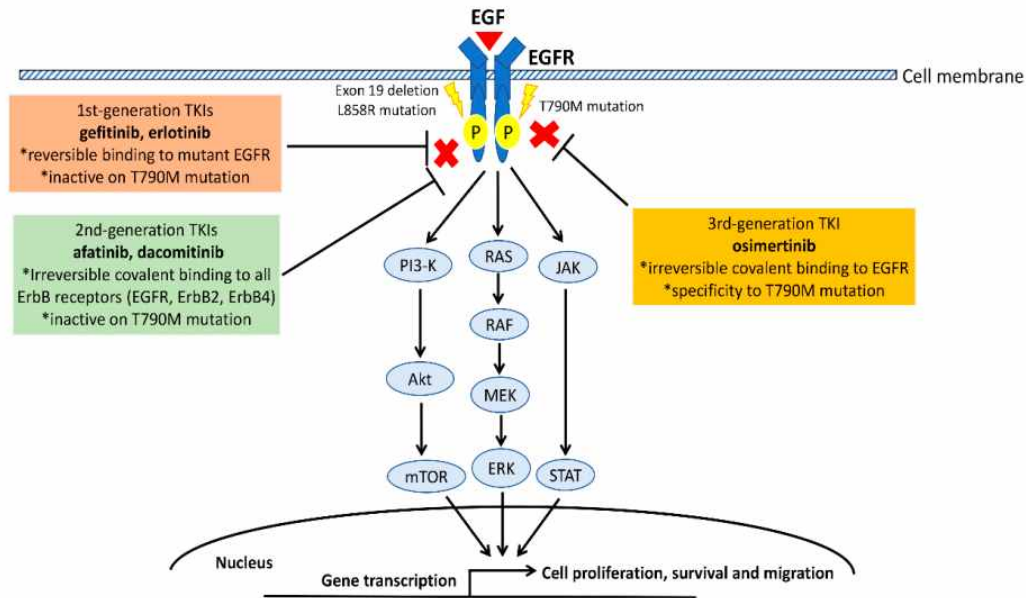 EGF
EGFR
Cell membrane
Exon 19 deletion
L858R mutation
T790M mutation
P
P
1st-generation TKIs
gefitinib, erlotinib
*reversible binding to mutant EGFR
*inactive on T790M mutation
2nd-generation TKIs
afatinib, dacomitinib
*Irreversible covalent binding to all
ErbB receptors (EGFR, ErbB2, ErbB4)
*inactive on T790M mutation
3rd-generation TKI
osimertinib
*irreversible covalent binding to EGFR
*specificity to T790M mutation
PI3-K
RAS
JAK
RAF
Akt
MEK
mTOR
ERK
STAT
Nucleus
Gene transcription
Cell proliferation, survival and migration